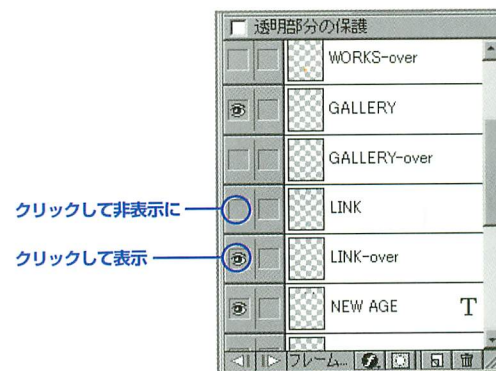 透明部分の保護
WORKS-over
GALLERY
GALLERY-over
クリックして非表示に
LINK
クリックして表示
LINK-over
NEW AGE T
フレーム...